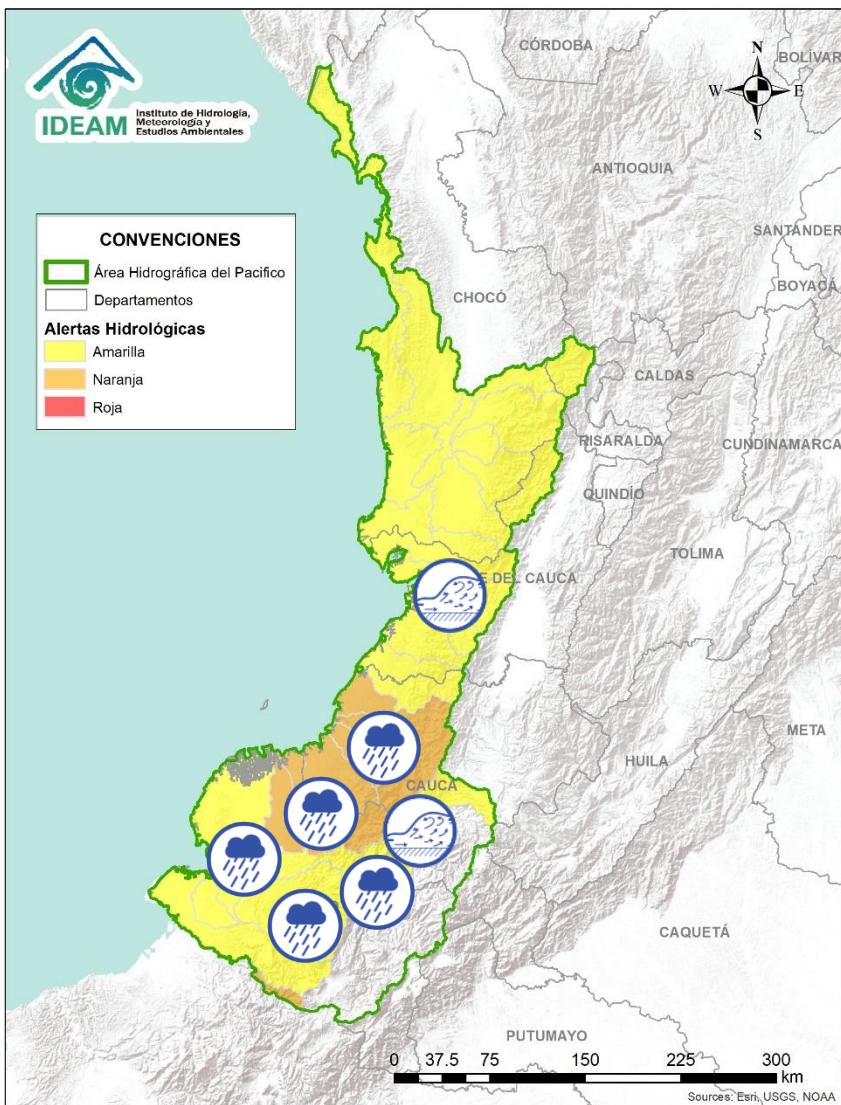 IDEAM
Instituto de Hidrología,
Meteorología y
Estudios Ambientales
CÓRDOBA
BOLÍVAR
N
W E
S
ANTIOQUIA
SANTANDER
BOYACÁ
CONVENCIONES
Área Hidrográfica del Pacifico
Departamentos
Alertas Hidrológicas
Amarilla
Naranja
Roja
CHOCÓ
CALDAS
RISARALDA
CUNDINAMARCA
QUINDÍO
TOLIMA
E DEL CAUCA
META
HUILA
CAUCA
CAQUETÁ
PUTUMAYO
0 37.5 75 150 225 300
km
Sources: Esri, USGS, NOAA